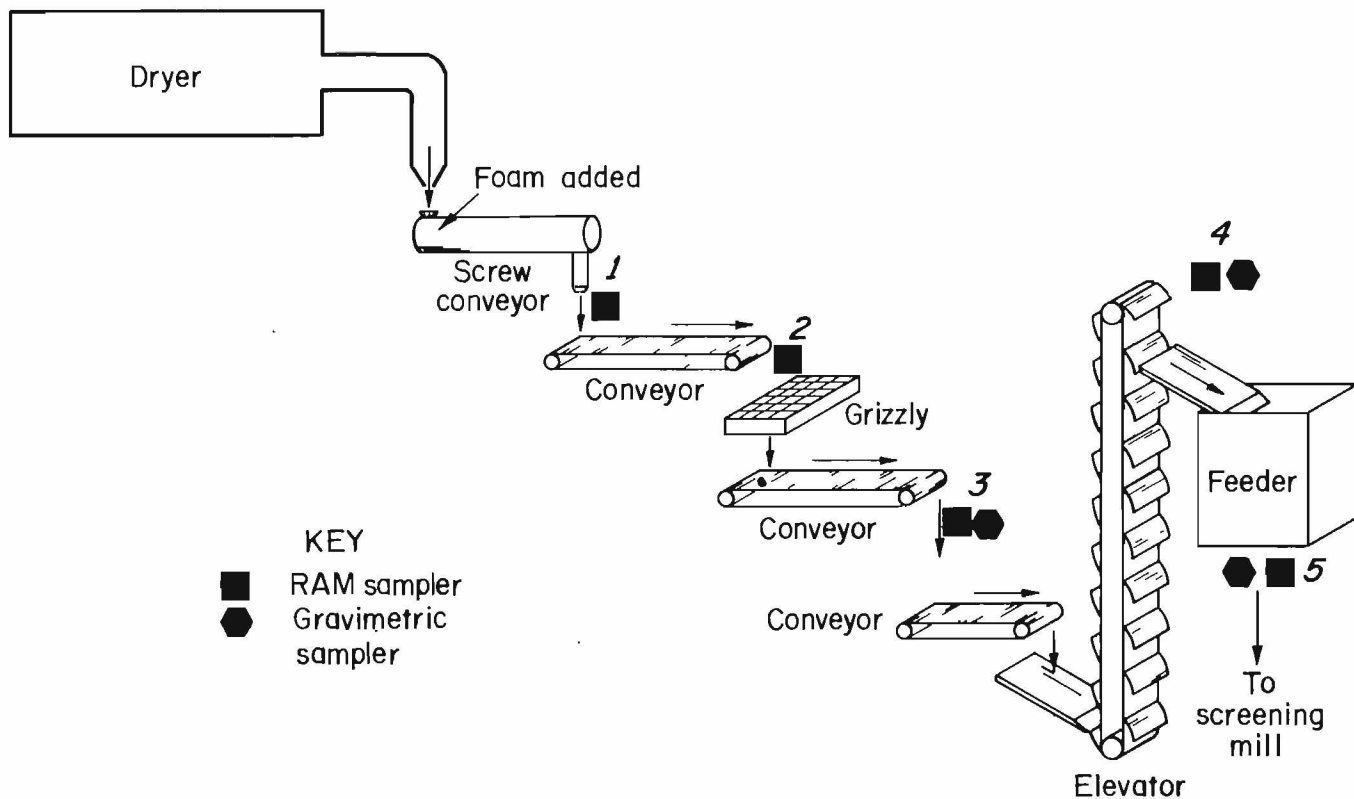 Dryer
Foam added
Screw
conveyor
1
Conveyor
2
Grizzly
Conveyor
3
Conveyor
Elevator
4
Feeder
5
To
screening
mill
KEY
RAM sampler
Gravimetric
sampler